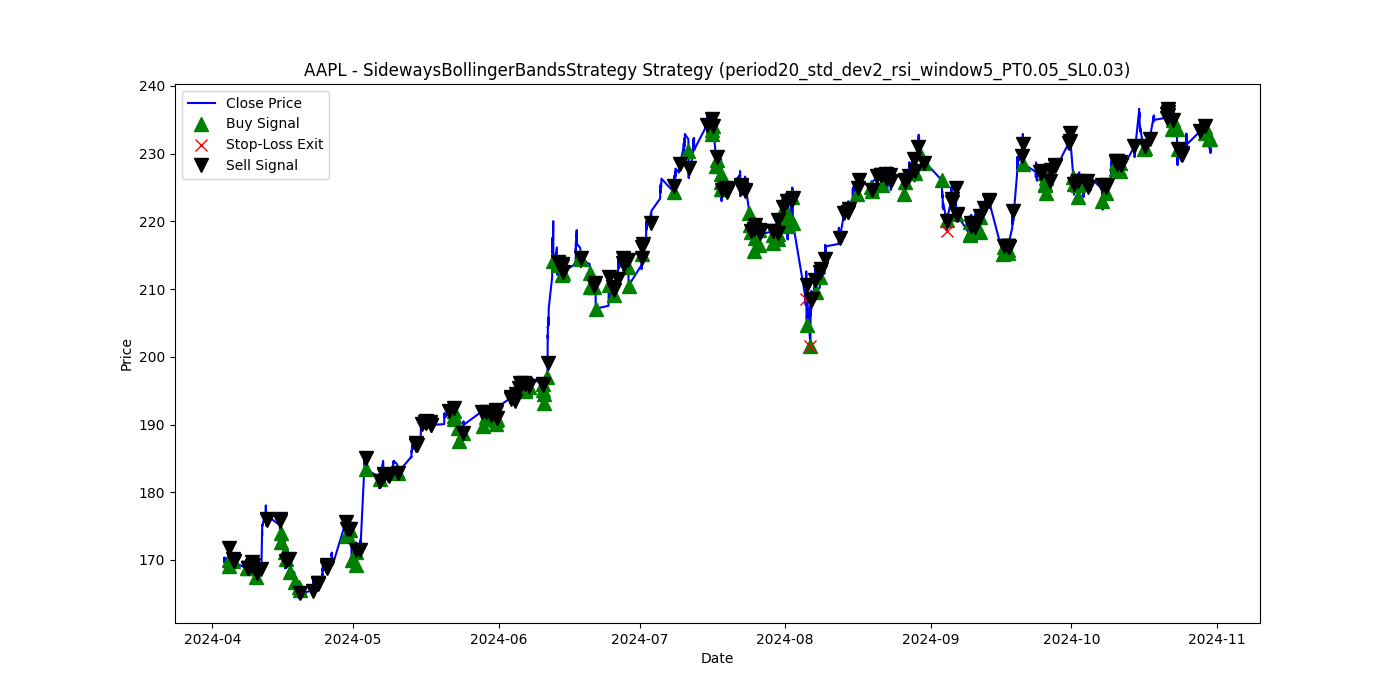 AAPL - SidewaysBollingerBandsStrategy Strategy (period20_std_dev2_rsi_window5_PT0.05_SL0.03)
Close Price
Buy Signal
Stop-Loss Exit
Sell Signal
Price
240
230
220
210
200
190
180
170
2024-04 2024-05 2024-06 2024-07 2024-08 2024-09 2024-10 2024-11
Date